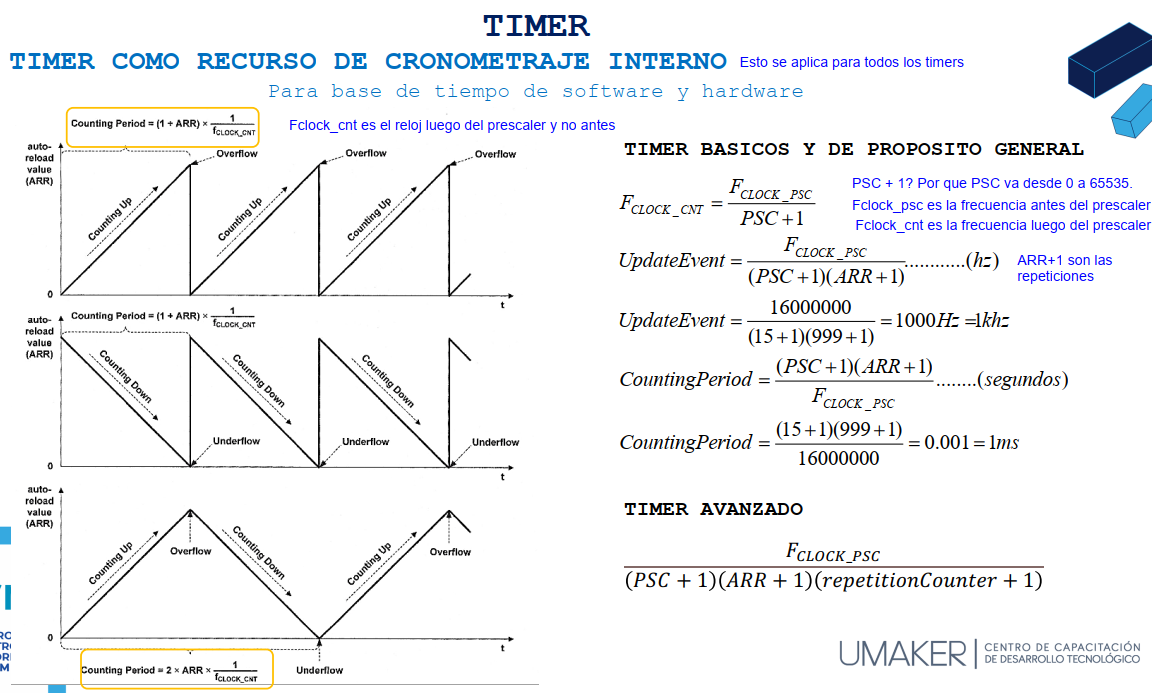 TIMER
TIMER COMO RECURSO DE CRONOMETRAJE INTERNO
Esto se aplica para todos los timers
Para base de tiempo de software y hardware
Counting Period = (1 + ARR) × 1 / fCLOCK_CNT
Fclock_cnt es el reloj luego del prescaler y no antes
auto-
reload
value
(ARR)
Overflow
Overflow
Overflow
Counting Up
Counting Up
Counting Up
0
t
Counting Period = (1 + ARR) × 1 / fCLOCK_CNT
auto-
reload
value
(ARR)
Counting Down
Counting Down
Counting Down
Underflow
Underflow
Underflow
0
t
auto-
reload
value
(ARR)
Counting Up
Overflow
Counting Down
Counting Up
Overflow
0
t
Counting Period = 2 × ARR × 1 / fCLOCK_CNT
Underflow
TIMER BASICOS Y DE PROPOSITO GENERAL
F_CLOCK_CNT = F_CLOCK_PSC / PSC+1
PSC + 1? Por que PSC va desde 0 a 65535.
Fclock_psc es la frecuencia antes del prescaler
Fclock_cnt es la frecuencia luego del prescaler
UpdateEvent = F_CLOCK_PSC / (PSC+1)(ARR+1)............(hz)
ARR+1 son las
repeticiones
UpdateEvent = 16000000 / (15+1)(999+1) = 1000Hz =1khz
CountingPeriod = (PSC+1)(ARR+1) / F_CLOCK_PSC ........(segundos)
CountingPeriod = (15+1)(999+1) / 16000000 = 0.001 = 1ms
TIMER AVANZADO
F_CLOCK_PSC / (PSC + 1)(ARR + 1)(repetitionCounter + 1)
UMAKER
CENTRO DE CAPACITACIÓN
DE DESARROLLO TECNOLÓGICO